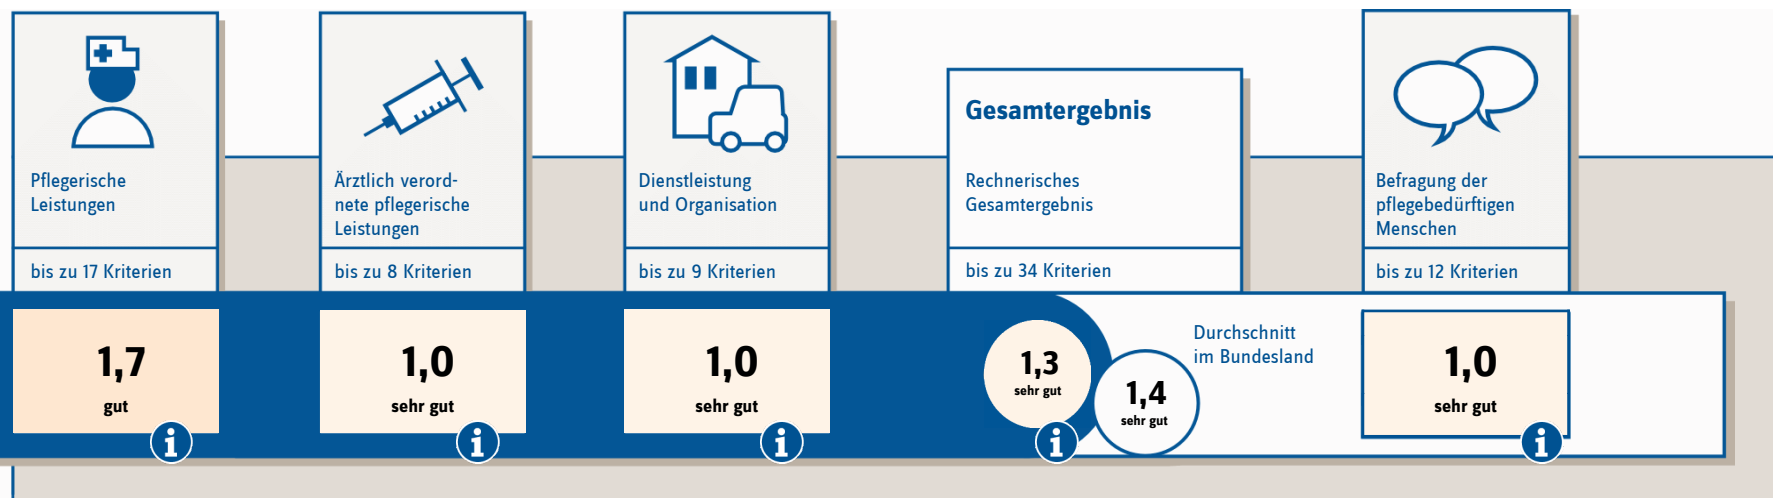 Pflegerische
Leistungen
bis zu 17 Kriterien
1,7
gut
i
Ärztlich verord-
nete pflegerische
Leistungen
bis zu 8 Kriterien
1,0
sehr gut
i
Dienstleistung
und Organisation
bis zu 9 Kriterien
1,0
sehr gut
i
Gesamtergebnis
Rechnerisches
Gesamtergebnis
bis zu 34 Kriterien
1,3
sehr gut
i
1,4
sehr gut
Durchschnitt
im Bundesland
Befragung der
pflegebedürftigen
Menschen
bis zu 12 Kriterien
1,0
sehr gut
i